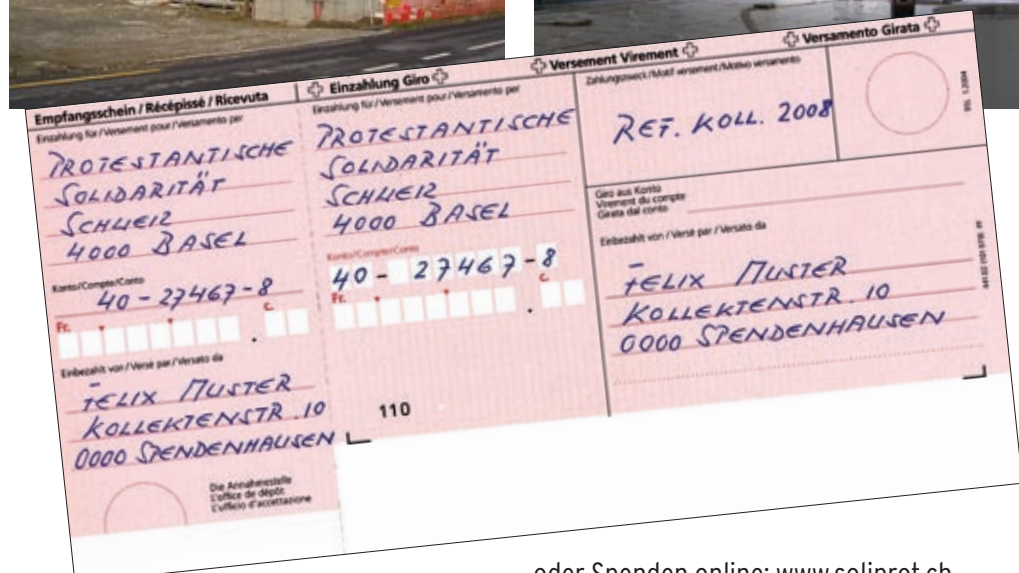 Empfangsschein / Récépissé / Ricevuta
Einzahlung für / Versement pour / Versamento per
PROTESTANTISCHE
SOLIDARITÄT
SCHWEIZ
4000 BASEL
Konto/Compte/Conto
40-27467-8
Fr. c.
.
Einbezahlt von / Versé par / Versato da
FELIX MUSTER
KOLLEKTENSTR. 10
0000 SPENDENHAUSEN
Die Annahmestelle
L'office de dépôt
L'ufficio d'accettazione
Einzahlung Giro
Versement Virement
Versamento Girata
Einzahlung für / Versement pour / Versamento per
PROTESTANTISCHE
SOLIDARITÄT
SCHWEIZ
4000 BASEL
Konto/Compte/Conto
40-27467-8
Fr. c.
.
110
Zahlungszweck / Motif versement / Motivo versamento
REF. KOLL. 2008
Giro aus Konto
Virement du compte
Girata dal conto
Einbezahlt von / Versé par / Versato da
FELIX MUSTER
KOLLEKTENSTR. 10
0000 SPENDENHAUSEN
oder Spenden online: www.soliprot.ch